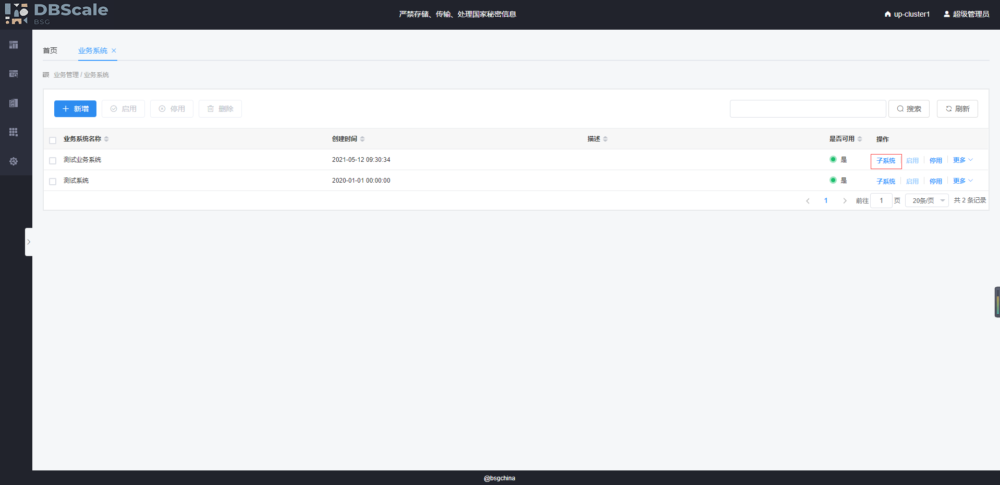 DBScale
BSG
严禁存储、传输、处理国家秘密信息
up-cluster1
超级管理员
首页
业务系统
业务管理 / 业务系统
新增
启用
停用
删除
搜索
刷新
业务系统名称 创建时间 描述 是否可用 操作
测试业务系统 2021-05-12 09:30:34 是 子系统 启用 停用 更多
测试系统 2020-01-01 00:00:00 是 子系统 启用 停用 更多
1 前往 1 页 20条/页 共 2 条记录
@bsgchina